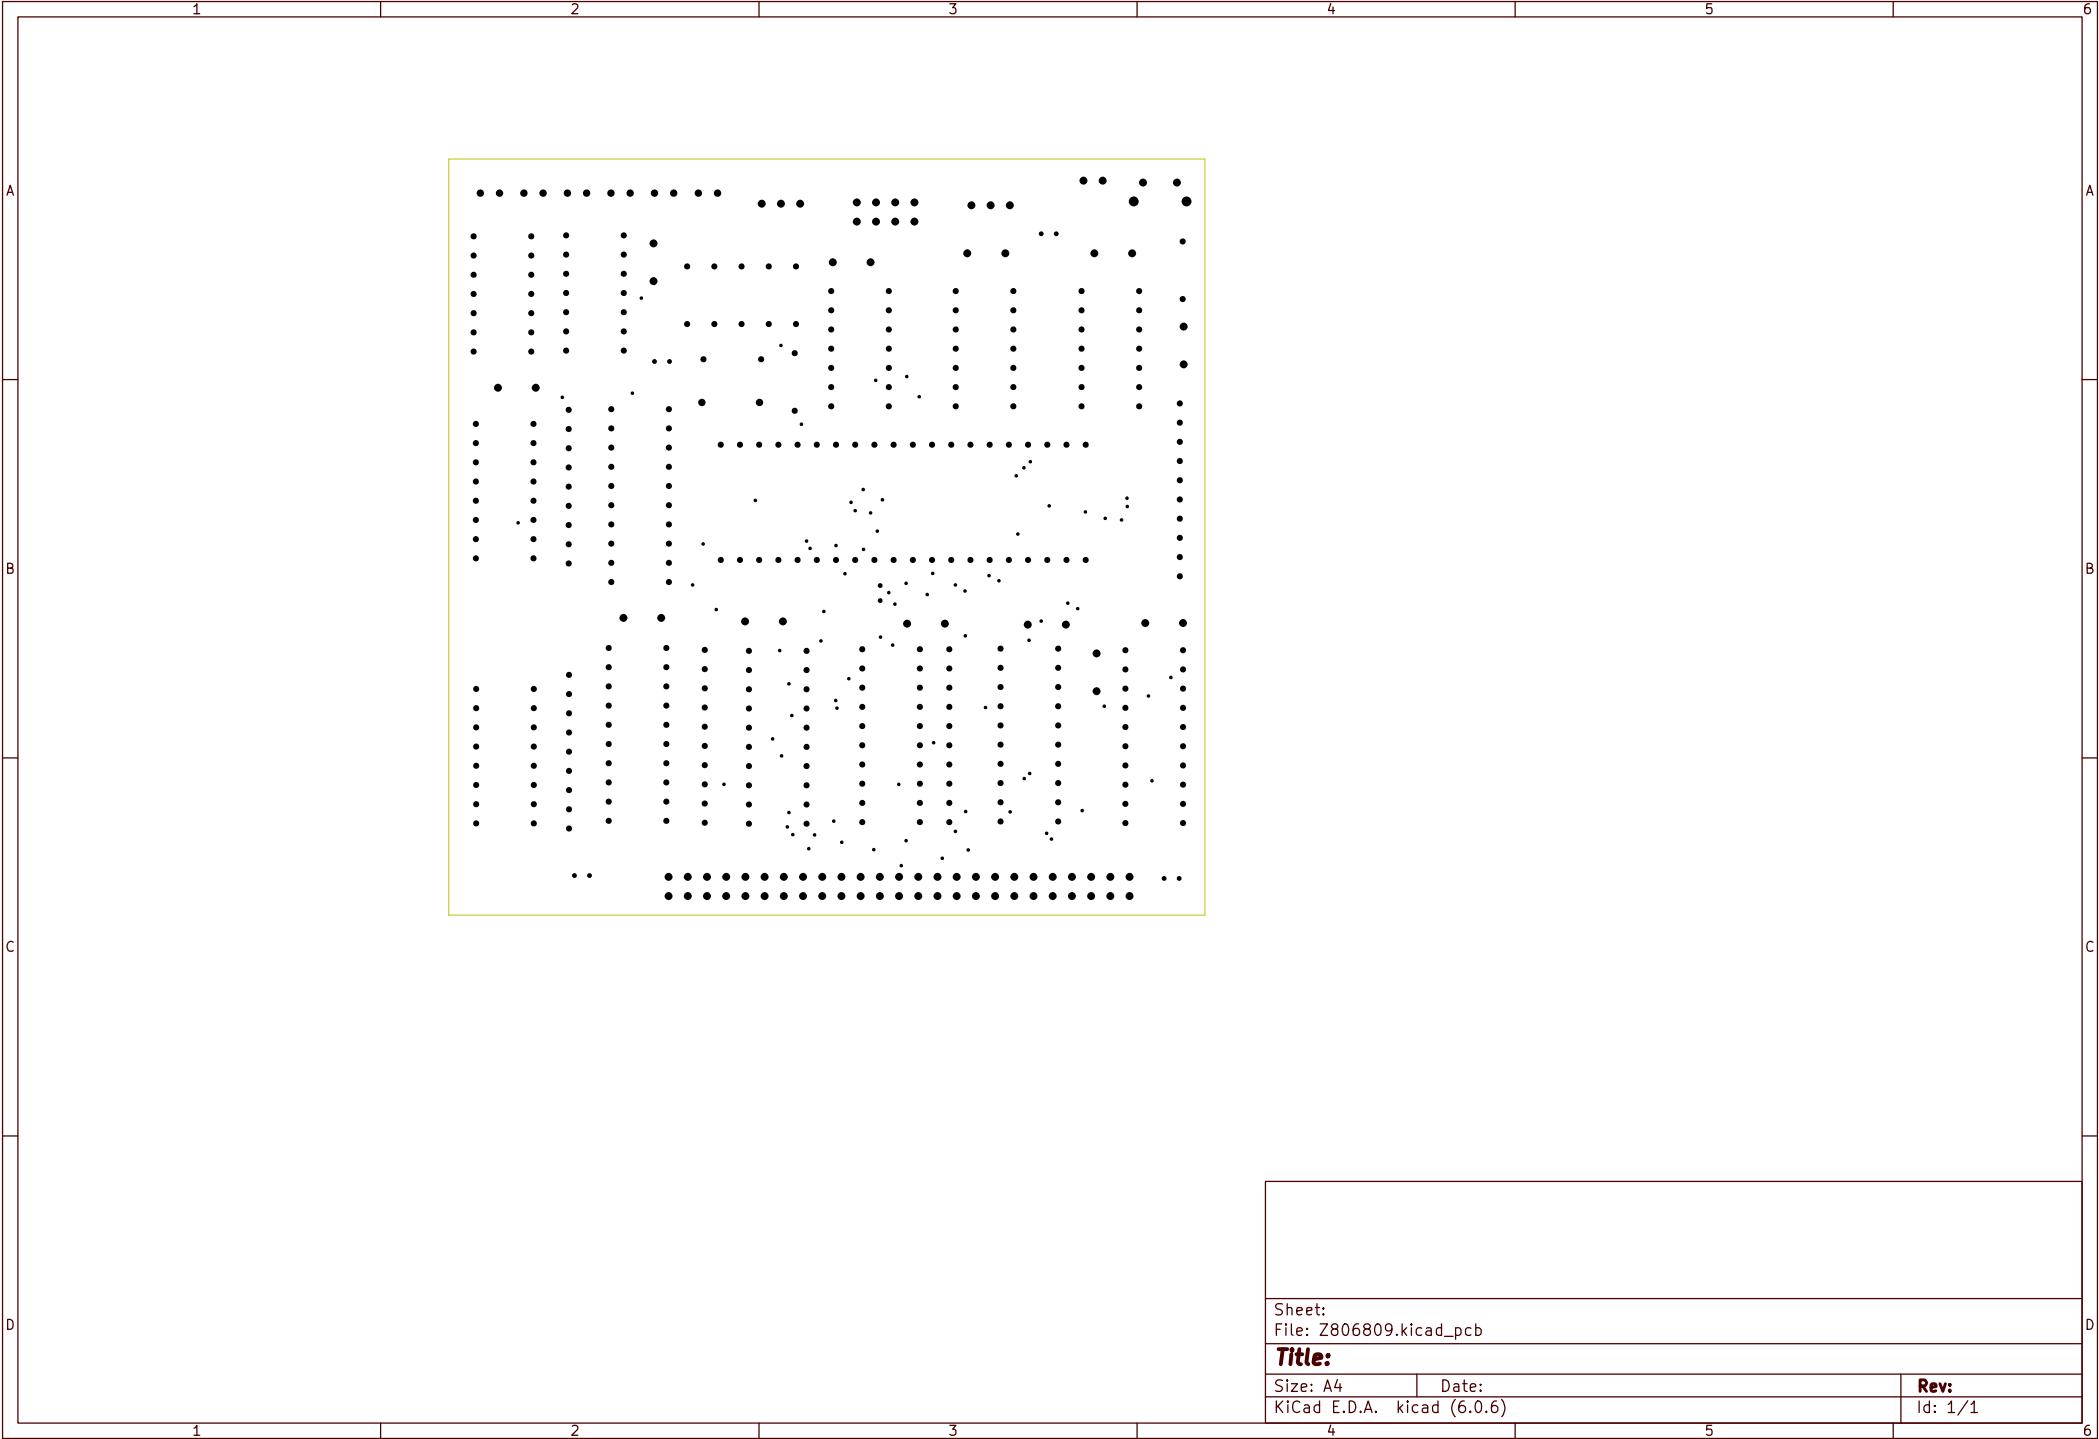 1 2 3 4 5 6
A A
B B
C C
D D
Sheet:
File: Z806809.kicad_pcb
Title:
Size: A4 Date: Rev:
KiCad E.D.A. kicad (6.0.6) Id: 1/1
1 2 3 4 5 6